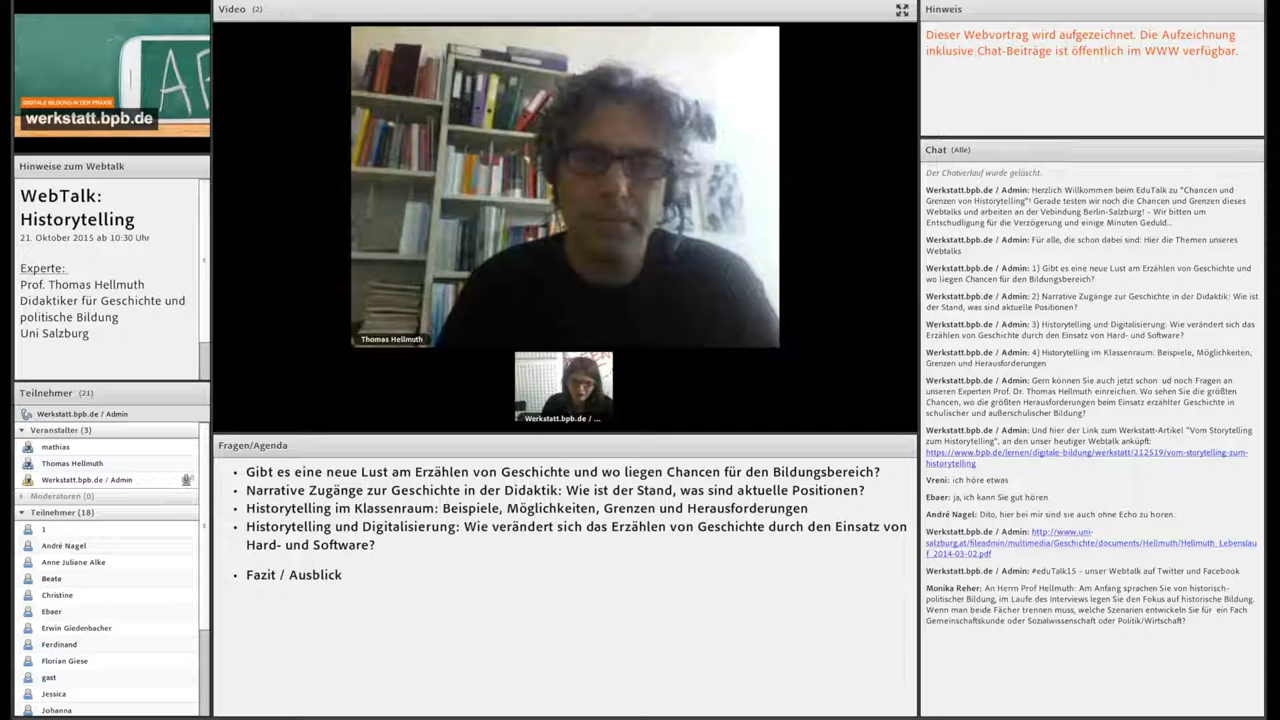 Video (2)
Hinweis
Dieser Webvortrag wird aufgezeichnet. Die Aufzeichnung
inklusive Chat-Beiträge ist öffentlich im WWW verfügbar.
DIGITALE BILDUNG IN DER PRAXIS
werkstatt.bpb.de
Hinweise zum Webtalk
WebTalk:
Historytelling
21. Oktober 2015 ab 10:30 Uhr
Experte:
Prof. Thomas Hellmuth
Didaktiker für Geschichte und
politische Bildung
Uni Salzburg
Teilnehmer (21)
Werkstatt.bpb.de / Admin
Veranstalter (3)
mathias
Thomas Hellmuth
Werkstatt.bpb.de / Admin
Moderatoren (0)
Teilnehmer (18)
1
André Nagel
Anne Juliane Alke
Beate
Christine
Ebaer
Erwin Giedenbacher
Ferdinand
Florian Giese
gast
Jessica
Johanna
Thomas Hellmuth
Werkstatt.bpb.de / ...
Fragen/Agenda
• Gibt es eine neue Lust am Erzählen von Geschichte und wo liegen Chancen für den Bildungsbereich?
• Narrative Zugänge zur Geschichte in der Didaktik: Wie ist der Stand, was sind aktuelle Positionen?
• Historytelling im Klassenraum: Beispiele, Möglichkeiten, Grenzen und Herausforderungen
• Historytelling und Digitalisierung: Wie verändert sich das Erzählen von Geschichte durch den Einsatz von
Hard- und Software?
• Fazit / Ausblick
Chat (Alle)
Der Chatverlauf wurde gelöscht.
Werkstatt.bpb.de / Admin: Herzlich Willkommen beim EduTalk zu "Chancen und
Grenzen von Historytelling"! Gerade testen wir noch die Chancen und Grenzen dieses
Webtalks und arbeiten an der Vebindung Berlin-Salzburg! - Wir bitten um
Entschudligung für die Verzögerung und einige Minuten Geduld...
Werkstatt.bpb.de / Admin: Für alle, die schon dabei sind: Hier die Themen unseres
Webtalks
Werkstatt.bpb.de / Admin: 1) Gibt es eine neue Lust am Erzählen von Geschichte und
wo liegen Chancen für den Bildungsbereich?
Werkstatt.bpb.de / Admin: 2) Narrative Zugänge zur Geschichte in der Didaktik: Wie ist
der Stand, was sind aktuelle Positionen?
Werkstatt.bpb.de / Admin: 3) Historytelling und Digitalisierung: Wie verändert sich das
Erzählen von Geschichte durch den Einsatz von Hard- und Software?
Werkstatt.bpb.de / Admin: 4) Historytelling im Klassenraum: Beispiele, Möglichkeiten,
Grenzen und Herausforderungen
Werkstatt.bpb.de / Admin: Gern können Sie auch jetzt schon ud noch Fragen an
unseren Experten Prof. Dr. Thomas Hellmuth einreichen. Wo sehen Sie die größten
Chancen, wo die größten Herausforderungen beim Einsatz erzählter Geschichte in
schulischer und außerschulischer Bildung?
Werkstatt.bpb.de / Admin: Und hier der Link zum Werkstatt-Artikel "Vom Storytelling
zum Historytelling", an den unser heutiger Webtalk anküpft:
https://www.bpb.de/lernen/digitale-bildung/werkstatt/212519/vom-storytelling-zum-
historytelling
Vreni: ich höre etwas
Ebaer: ja, ich kann Sie gut hören
André Nagel: Dito, hier bei mir sind sie auch ohne Echo zu horen.
Werkstatt.bpb.de / Admin: http://www.uni-
salzburg.at/fileadmin/multimedia/Geschichte/documents/Hellmuth/Hellmuth_Lebenslau
f_2014-03-02.pdf
Werkstatt.bpb.de / Admin: #eduTalk15 - unser Webtalk auf Twitter und Facebook
Monika Reher: An Herrn Prof Hellmuth: Am Anfang sprachen Sie von historisch-
politischer Bildung, im Laufe des Interviews legen Sie den Fokus auf historische Bildung.
Wenn man beide Fächer trennen muss, welche Szenarien entwickeln Sie für ein Fach
Gemeinschaftskunde oder Sozialwissenschaft oder Politik/Wirtschaft?